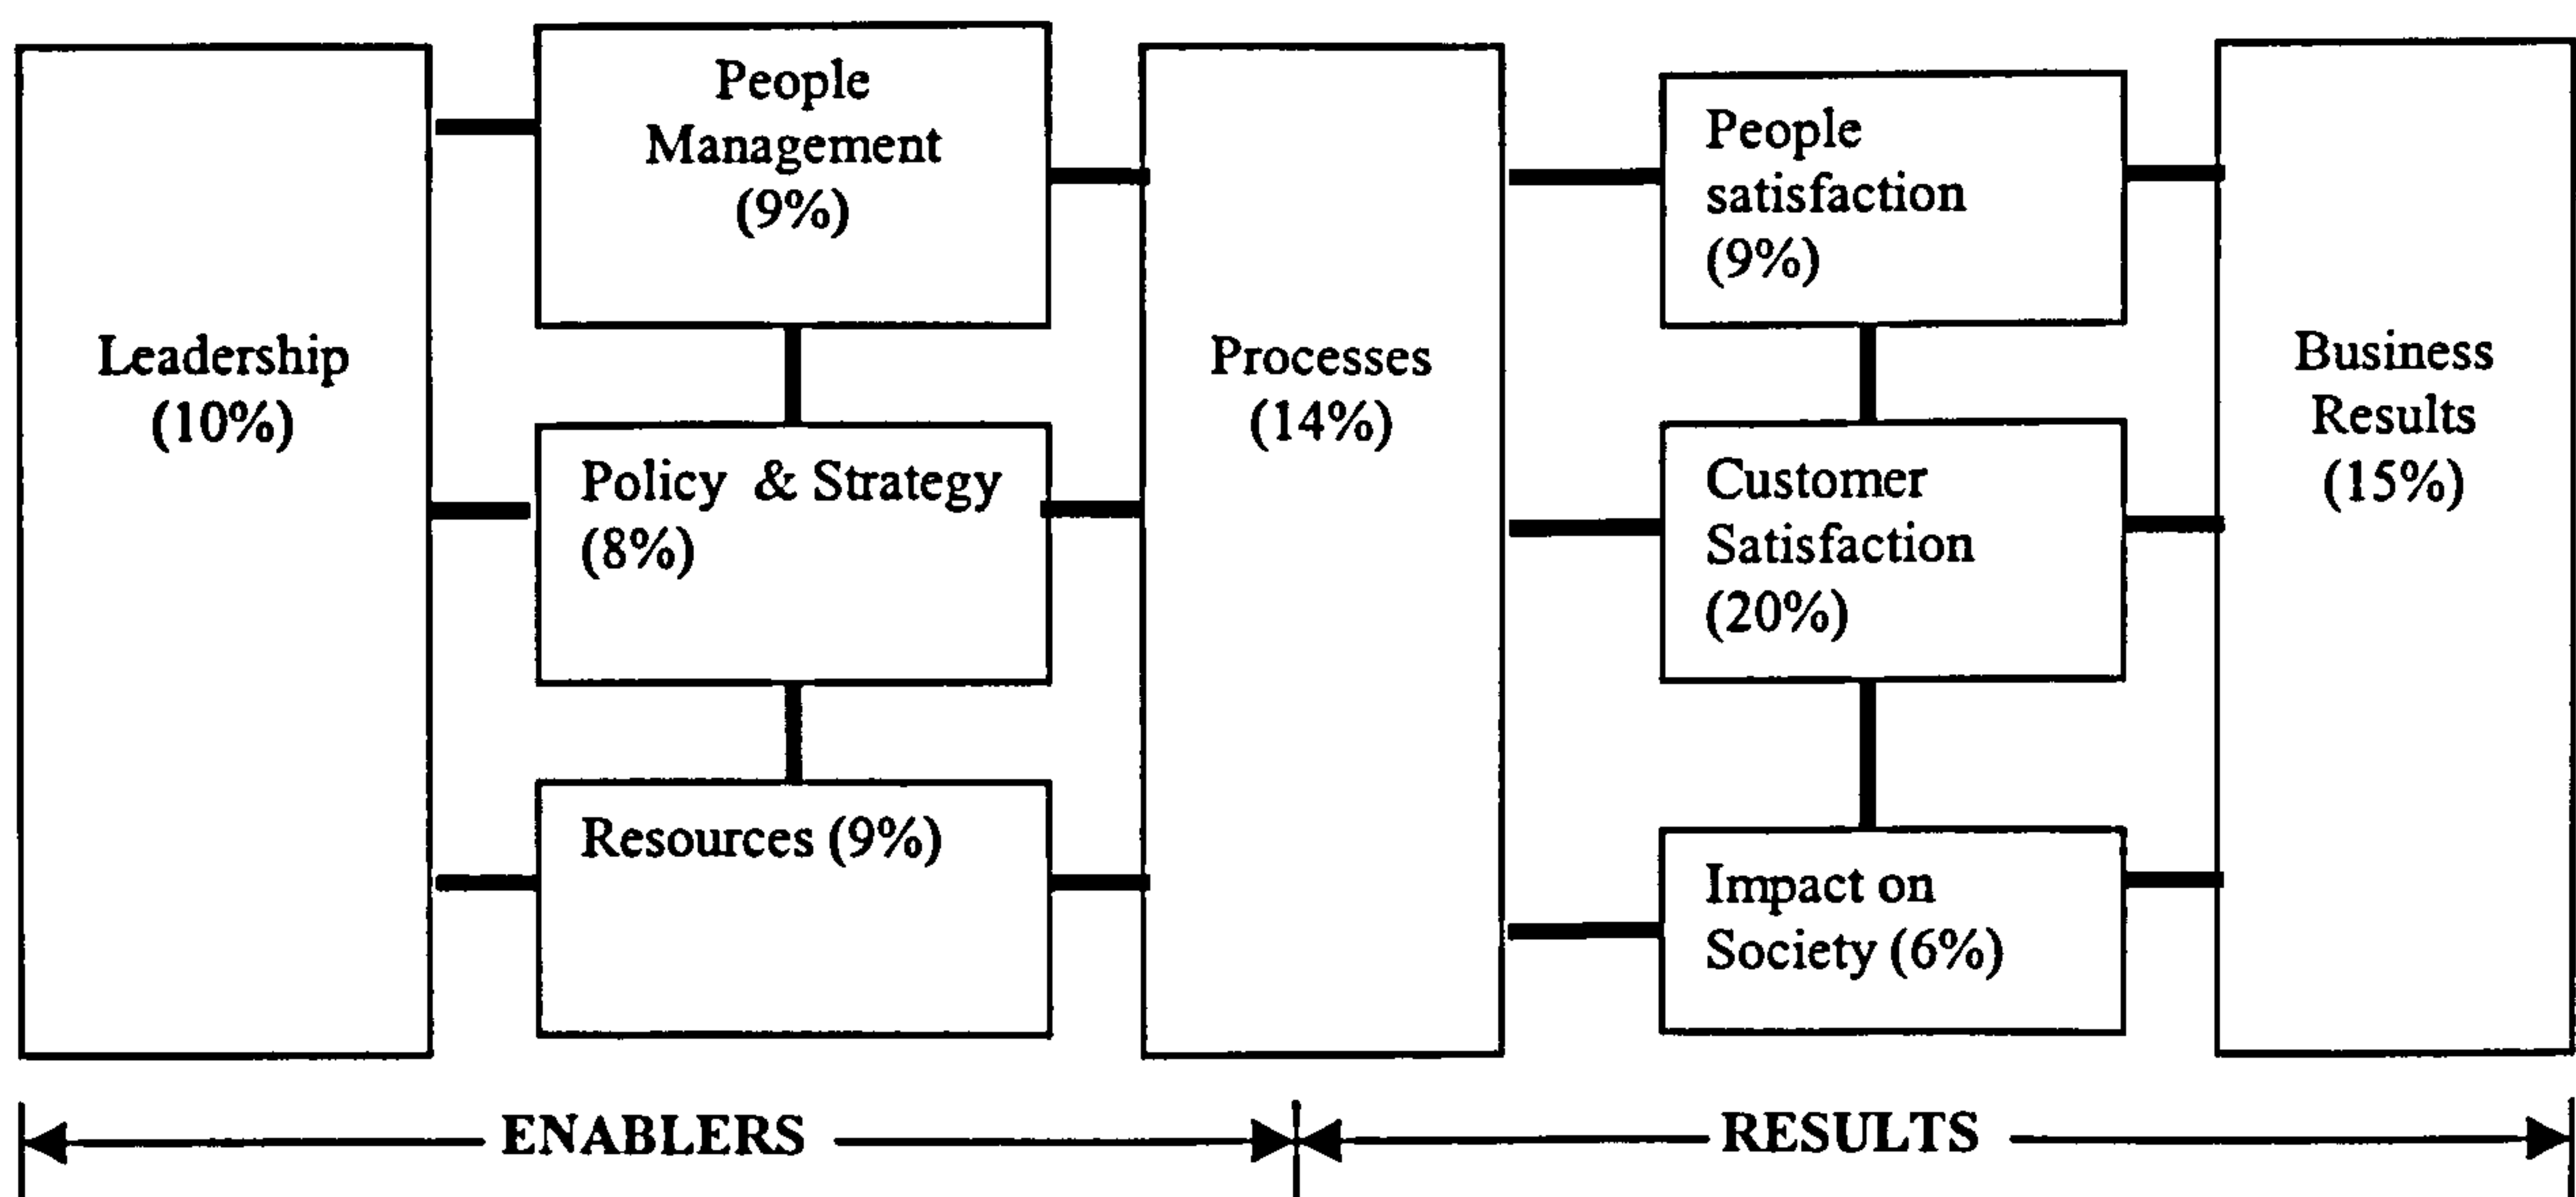 People
Management
(9%)
Leadership
(10%)
Policy & Strategy
(8%)
Resources (9%)
Processes
(14%)
People
satisfaction
(9%)
Customer
Satisfaction
(20%)
Impact on
Society (6%)
Business
Results
(15%)
ENABLERS
RESULTS